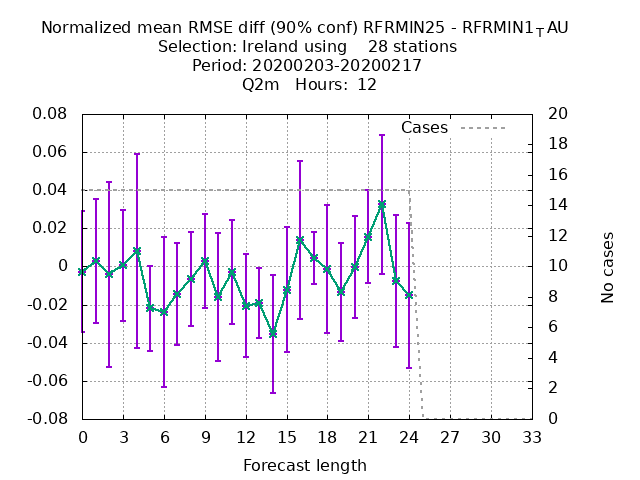 Normalized mean RMSE diff (90% conf) RFRMIN25 - RFRMIN1_TAU
Selection: Ireland using 28 stations
Period: 20200203-20200217
Q2m Hours: 12
Cases
0.08
0.06
0.04
0.02
0
-0.02
-0.04
-0.06
-0.08
20
18
16
14
12
10
8
6
4
2
0
No cases
0 3 6 9 12 15 18 21 24 27 30 33
Forecast length